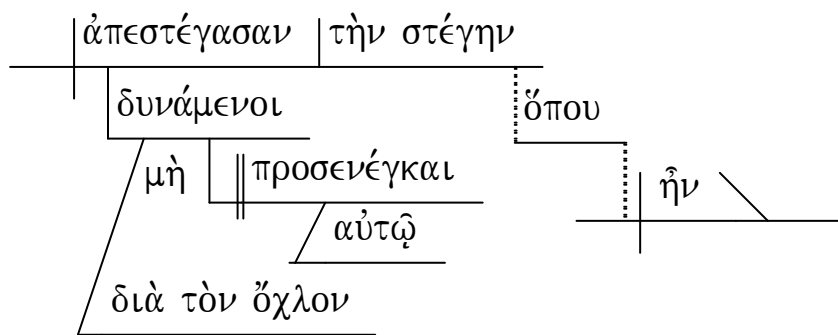 ἀπεστέγασαν τὴν στέγην
δυνάμενοι ὅπου
μὴ προσενέγκαι ἦν
αὐτῷ
διὰ τὸν ὄχλον